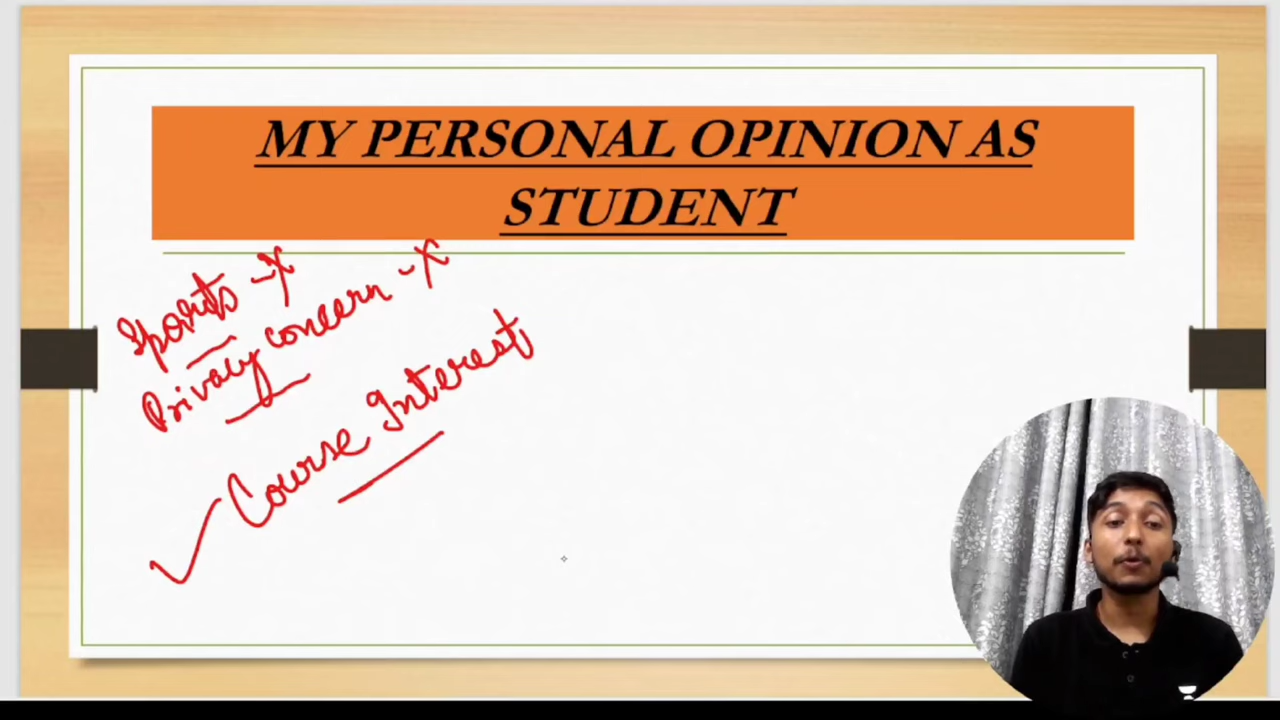 MY PERSONAL OPINION AS
STUDENT
Sports - X
Privacy concern - X
Course Interest